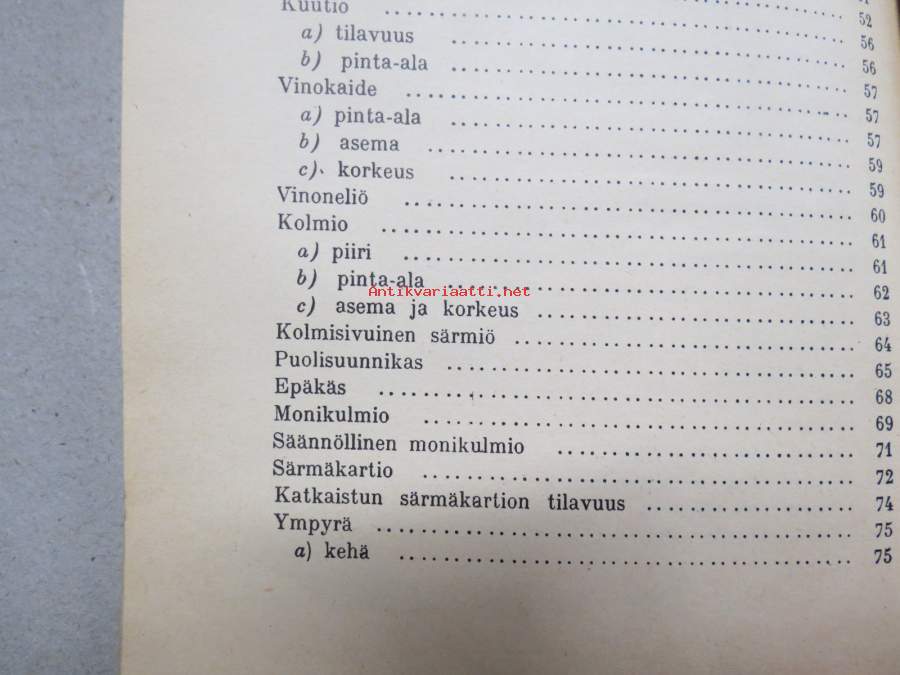 52
Kuutio ........ 56
a) tilavuus ........ 56
b) pinta-ala ........ 57
Vinokaide ........ 57
a) pinta-ala ........ 57
b) asema ........ 59
c) korkeus ........ 59
Vinoneliö ........ 60
Kolmio ........ 61
a) piiri ........ 61
b) pinta-ala ........ 62
Antikvariaatti.net
c) asema ja korkeus ........ 63
Kolmisivuinen särmiö ........ 64
Puolisuunnikas ........ 65
Epäkäs ........ 68
Monikulmio ........ 69
Säännöllinen monikulmio ........ 71
Särmäkartio ........ 72
Katkaistun särmäkartion tilavuus ........ 74
Ympyrä ........ 75
a) kehä ........ 75